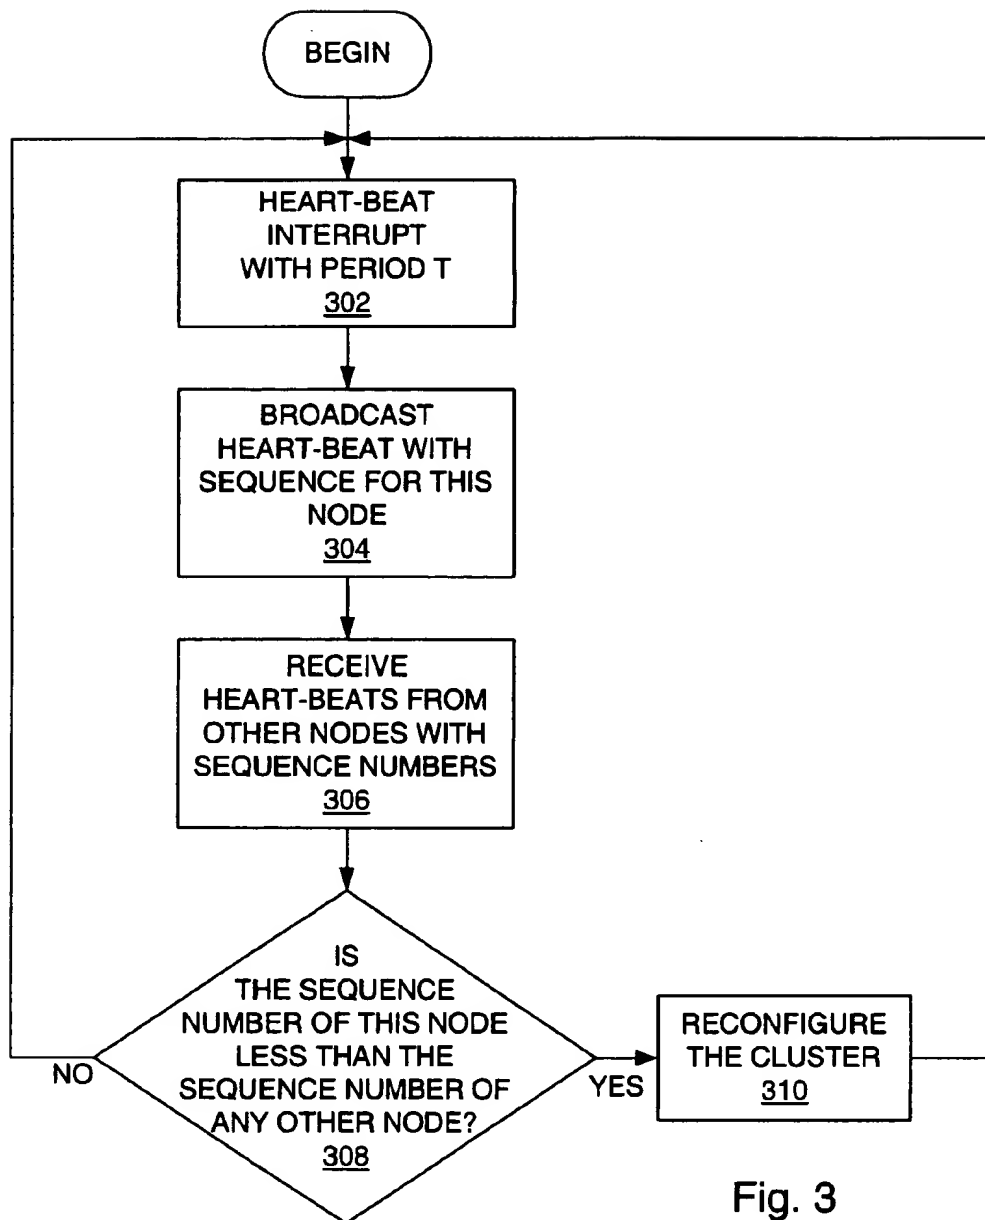 BEGIN
HEART-BEAT
INTERRUPT
WITH PERIOD T
302
BROADCAST
HEART-BEAT WITH
SEQUENCE FOR THIS
NODE
304
RECEIVE
HEART-BEATS FROM
OTHER NODES WITH
SEQUENCE NUMBERS
306
IS
THE SEQUENCE
NUMBER OF THIS NODE
LESS THAN THE
SEQUENCE NUMBER OF
ANY OTHER NODE?
308
NO
YES
RECONFIGURE
THE CLUSTER
310
Fig. 3